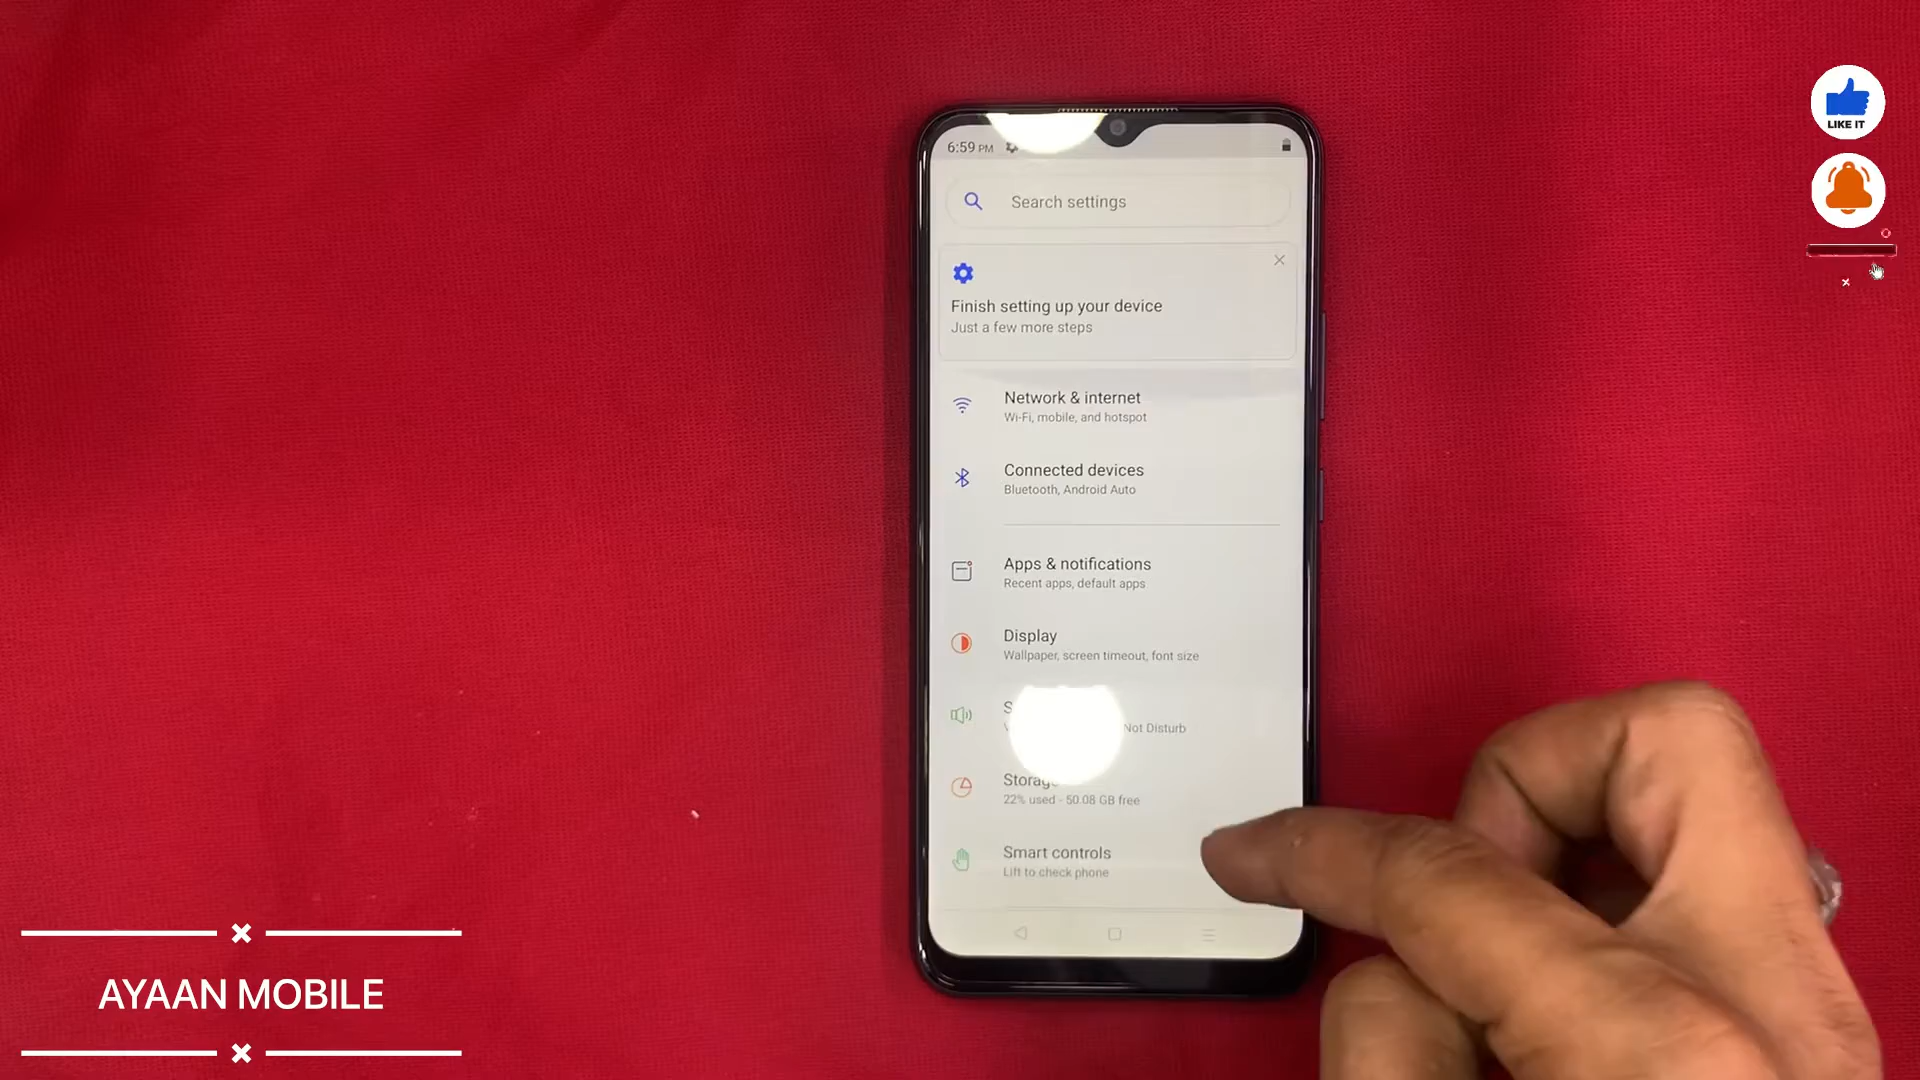 LIKE IT
6:59 PM
Search settings
Finish setting up your device
Just a few more steps
Network & internet
Wi-Fi, mobile, and hotspot
Connected devices
Bluetooth, Android Auto
Apps & notifications
Recent apps, default apps
Display
Wallpaper, screen timeout, font size
Not Disturb
Storage
22% used - 50.08 GB free
Smart controls
Lift to check phone
AYAAN MOBILE